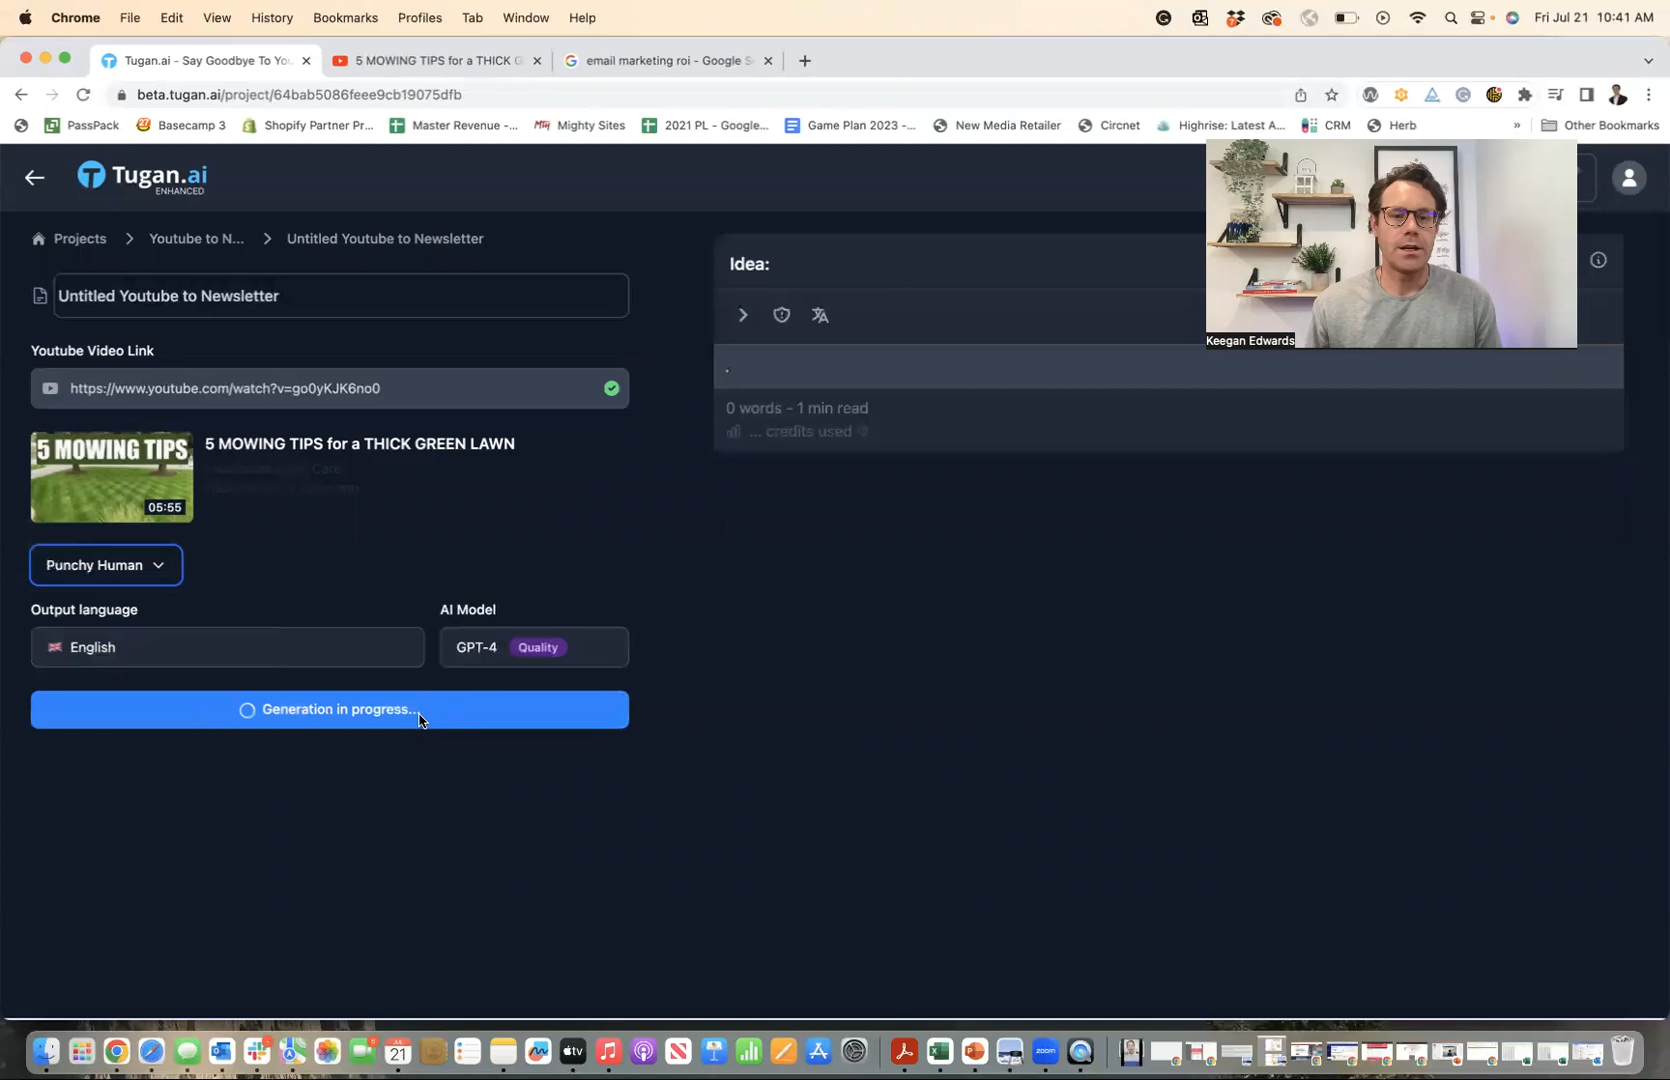 Chrome File Edit View History Bookmarks Profiles Tab Window Help Fri Jul 21 10:41 AM
Tugan.ai - Say Goodbye To You
5 MOWING TIPS for a THICK G
email marketing roi - Google S
beta.tugan.ai/project/64bab5086feee9cb19075dfb
PassPack Basecamp 3 Shopify Partner Pr... Master Revenue -... Mighty Sites 2021 PL - Google... Game Plan 2023 -... New Media Retailer Circnet Highrise: Latest A... CRM Herb » Other Bookmarks
Tugan.ai
ENHANCED
Projects > Youtube to N... > Untitled Youtube to Newsletter
Untitled Youtube to Newsletter
Youtube Video Link
https://www.youtube.com/watch?v=go0yKJK6no0
5 MOWING TIPS
05:55
5 MOWING TIPS for a THICK GREEN LAWN
Care
Punchy Human
Output language
English
AI Model
GPT-4 Quality
Generation in progress...
Idea:
.
0 words - 1 min read
... credits used
Keegan Edwards
21
zoom